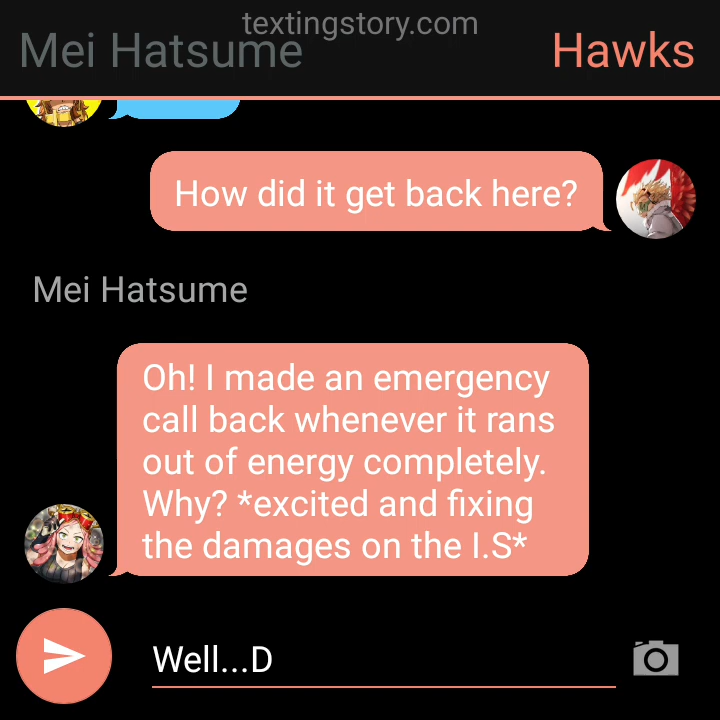 textingstory.com
Mei Hatsume
Hawks
How did it get back here?
Mei Hatsume
Oh! I made an emergency
call back whenever it rans
out of energy completely.
Why? *excited and fixing
the damages on the I.S*
Well...D